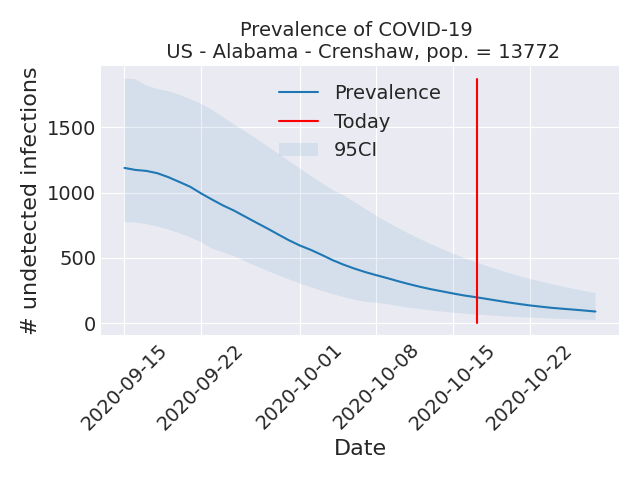 Prevalence of COVID-19
US - Alabama - Crenshaw, pop. = 13772
# undetected infections
1500
1000
500
0
Prevalence
Today
95CI
2020-09-15
2020-09-22
2020-10-01
2020-10-08
2020-10-15
2020-10-22
Date